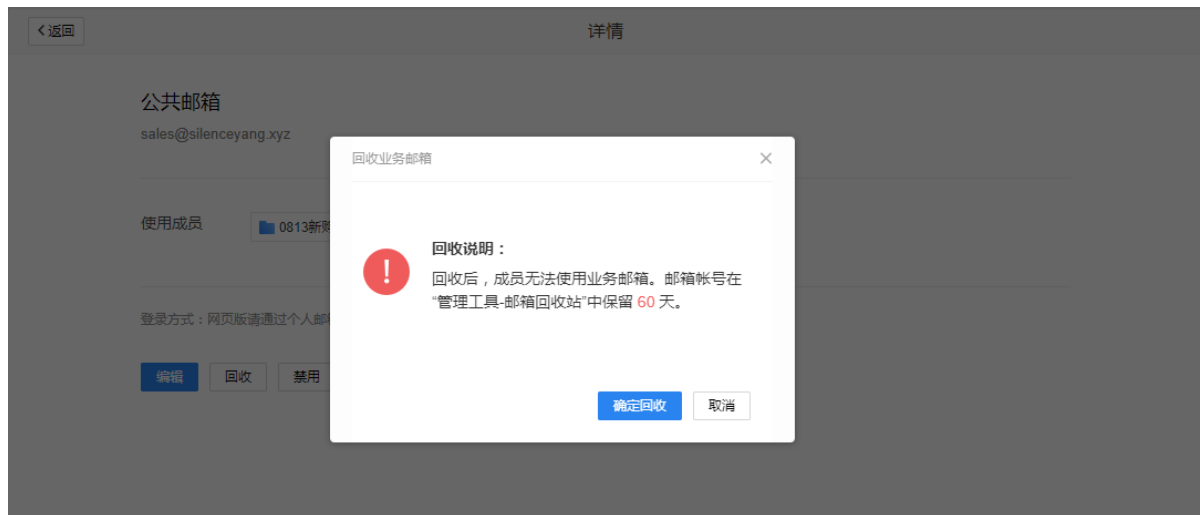 返回
详情
公共邮箱
sales@silenceyang.xyz
回收业务邮箱
使用成员
0813新购
回收说明：
回收后，成员无法使用业务邮箱。邮箱帐号在
“管理工具-邮箱回收站”中保留 60 天。
登录方式：网页版请通过个人邮
编辑 回收 禁用
确定回收 取消